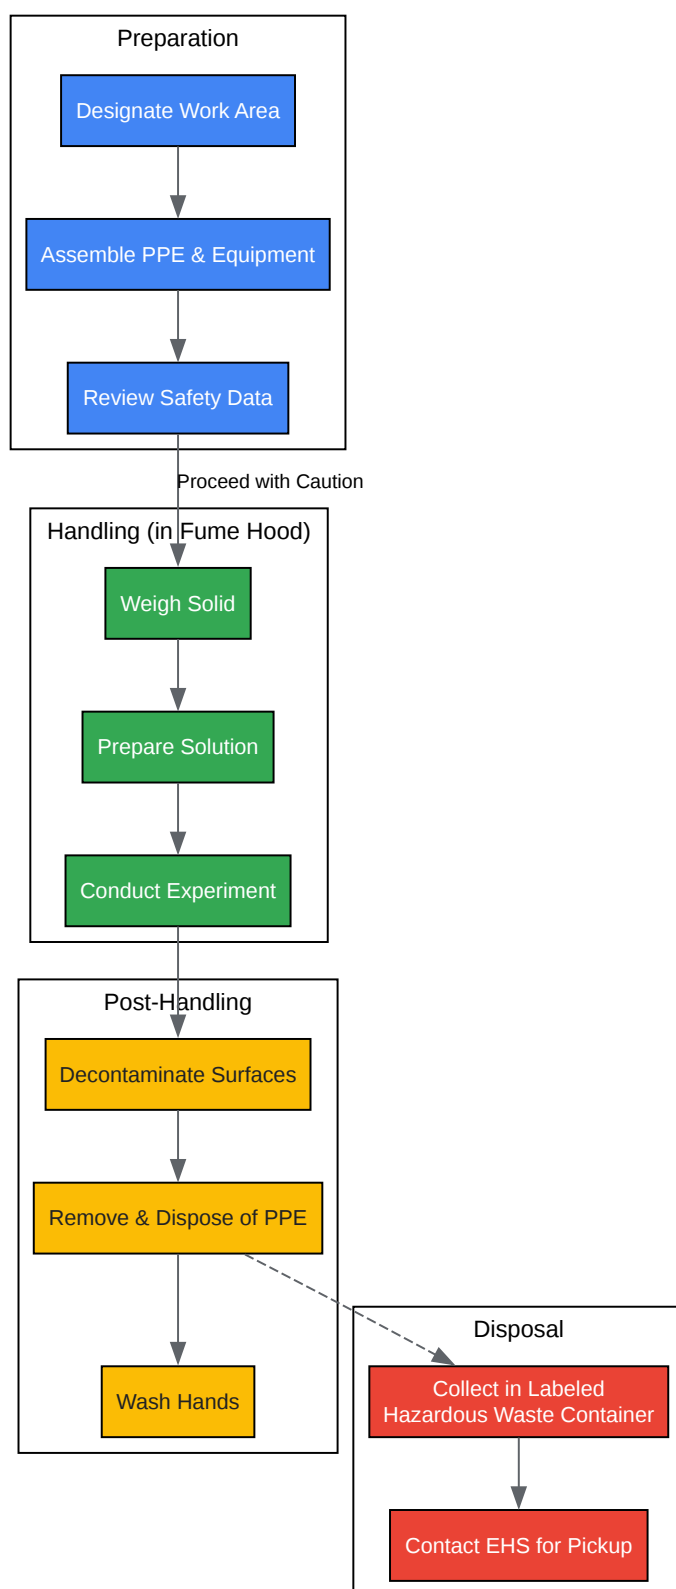 Preparation
Designate Work Area
Assemble PPE & Equipment
Review Safety Data
Proceed with Caution
Handling (in Fume Hood)
Weigh Solid
Prepare Solution
Conduct Experiment
Post-Handling
Decontaminate Surfaces
Remove & Dispose of PPE
Wash Hands
Disposal
Collect in Labeled
Hazardous Waste Container
Contact EHS for Pickup